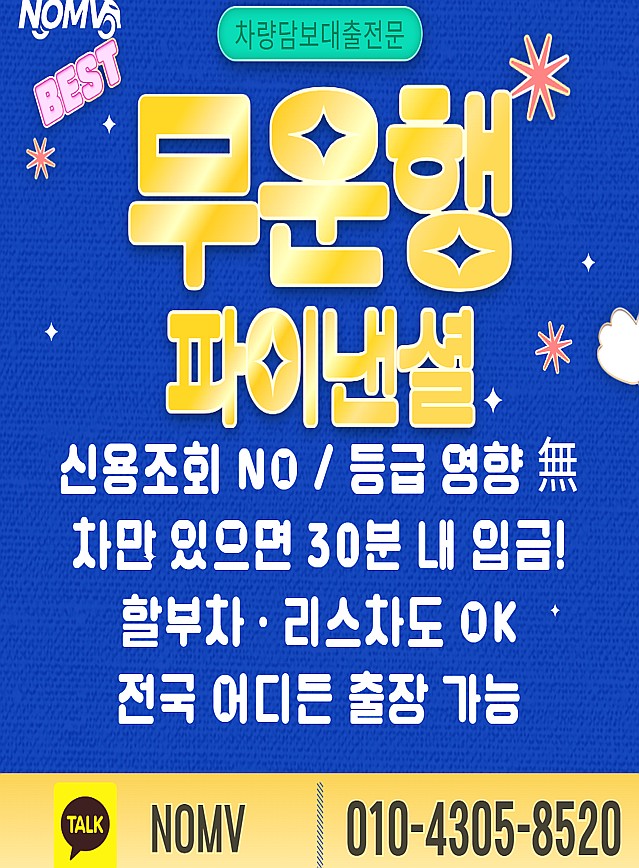 NOMV
차량담보대출전문
BEST
무운행
파이낸셜
신용조회 NO / 등급 영향 無
차만 있으면 30분 내 입금!
할부차 · 리스차도 OK
전국 어디든 출장 가능
TALK NOMV 010-4305-8520